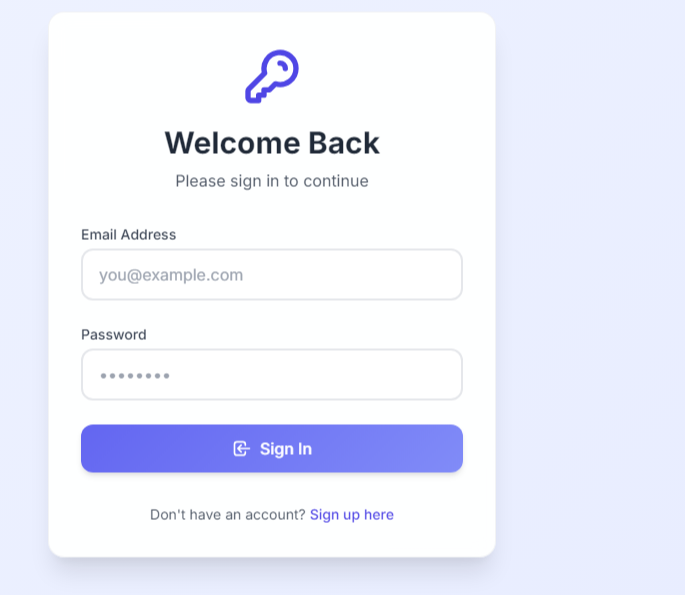 Welcome Back
Please sign in to continue
Email Address
you@example.com
Password
••••••••
Sign In
Don't have an account? Sign up here